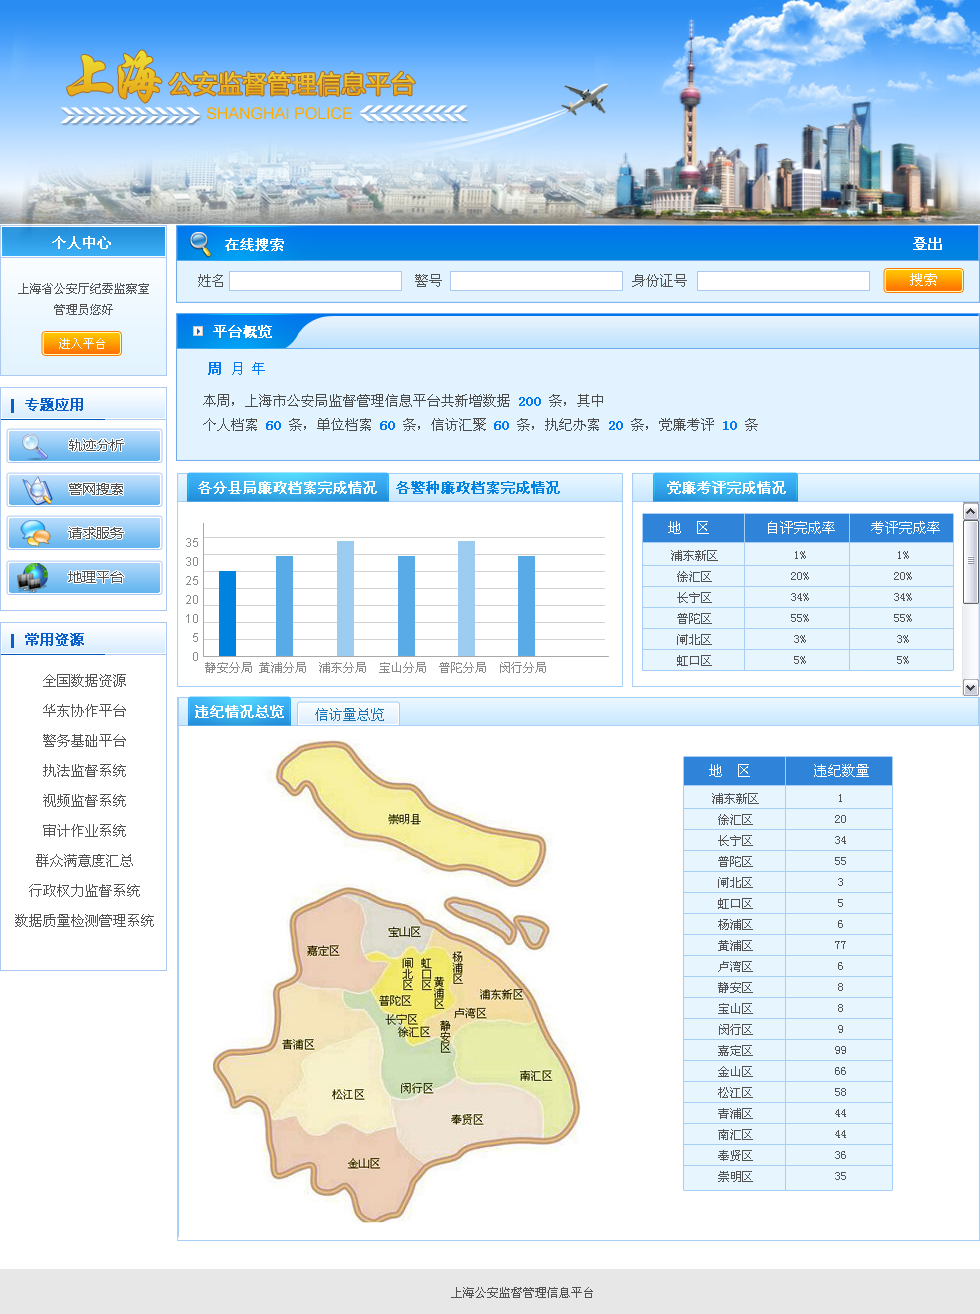 上海公安监督管理信息平台
SHANGHAI POLICE
个人中心
上海省公安厅纪委监察室
管理员您好
进入平台
专题应用
轨迹分析
警网搜索
请求服务
地理平台
常用资源
全国数据资源
华东协作平台
警务基础平台
执法监督系统
视频监督系统
审计作业系统
群众满意度汇总
行政权力监督系统
数据质量检测管理系统
在线搜索 登出
姓名 警号 身份证号 搜索
平台概览
周 月 年
本周，上海市公安局监督管理信息平台共新增数据 200 条，其中
个人档案 60 条，单位档案 60 条，信访汇聚 60 条，执纪办案 20 条，党廉考评 10 条
各分县局廉政档案完成情况 各警种廉政档案完成情况
35
30
25
20
10
5
0
静安分局 黄浦分局 浦东分局 宝山分局 普陀分局 闵行分局
党廉考评完成情况
地 区 自评完成率 考评完成率
浦东新区 1% 1%
徐汇区 20% 20%
长宁区 34% 34%
普陀区 55% 55%
闸北区 3% 3%
虹口区 5% 5%
违纪情况总览 信访量总览
崇明县
宝山区
嘉定区
闸北区
虹口区
杨浦区
黄浦区
普陀区
浦东新区
长宁区
卢湾区
徐汇区
静安区
青浦区
南汇区
闵行区
松江区
奉贤区
金山区
地 区 违纪数量
浦东新区 1
徐汇区 20
长宁区 34
普陀区 55
闸北区 3
虹口区 5
杨浦区 6
黄浦区 77
卢湾区 6
静安区 8
宝山区 8
闵行区 9
嘉定区 99
金山区 66
松江区 58
青浦区 44
南汇区 44
奉贤区 36
崇明区 35
上海公安监督管理信息平台